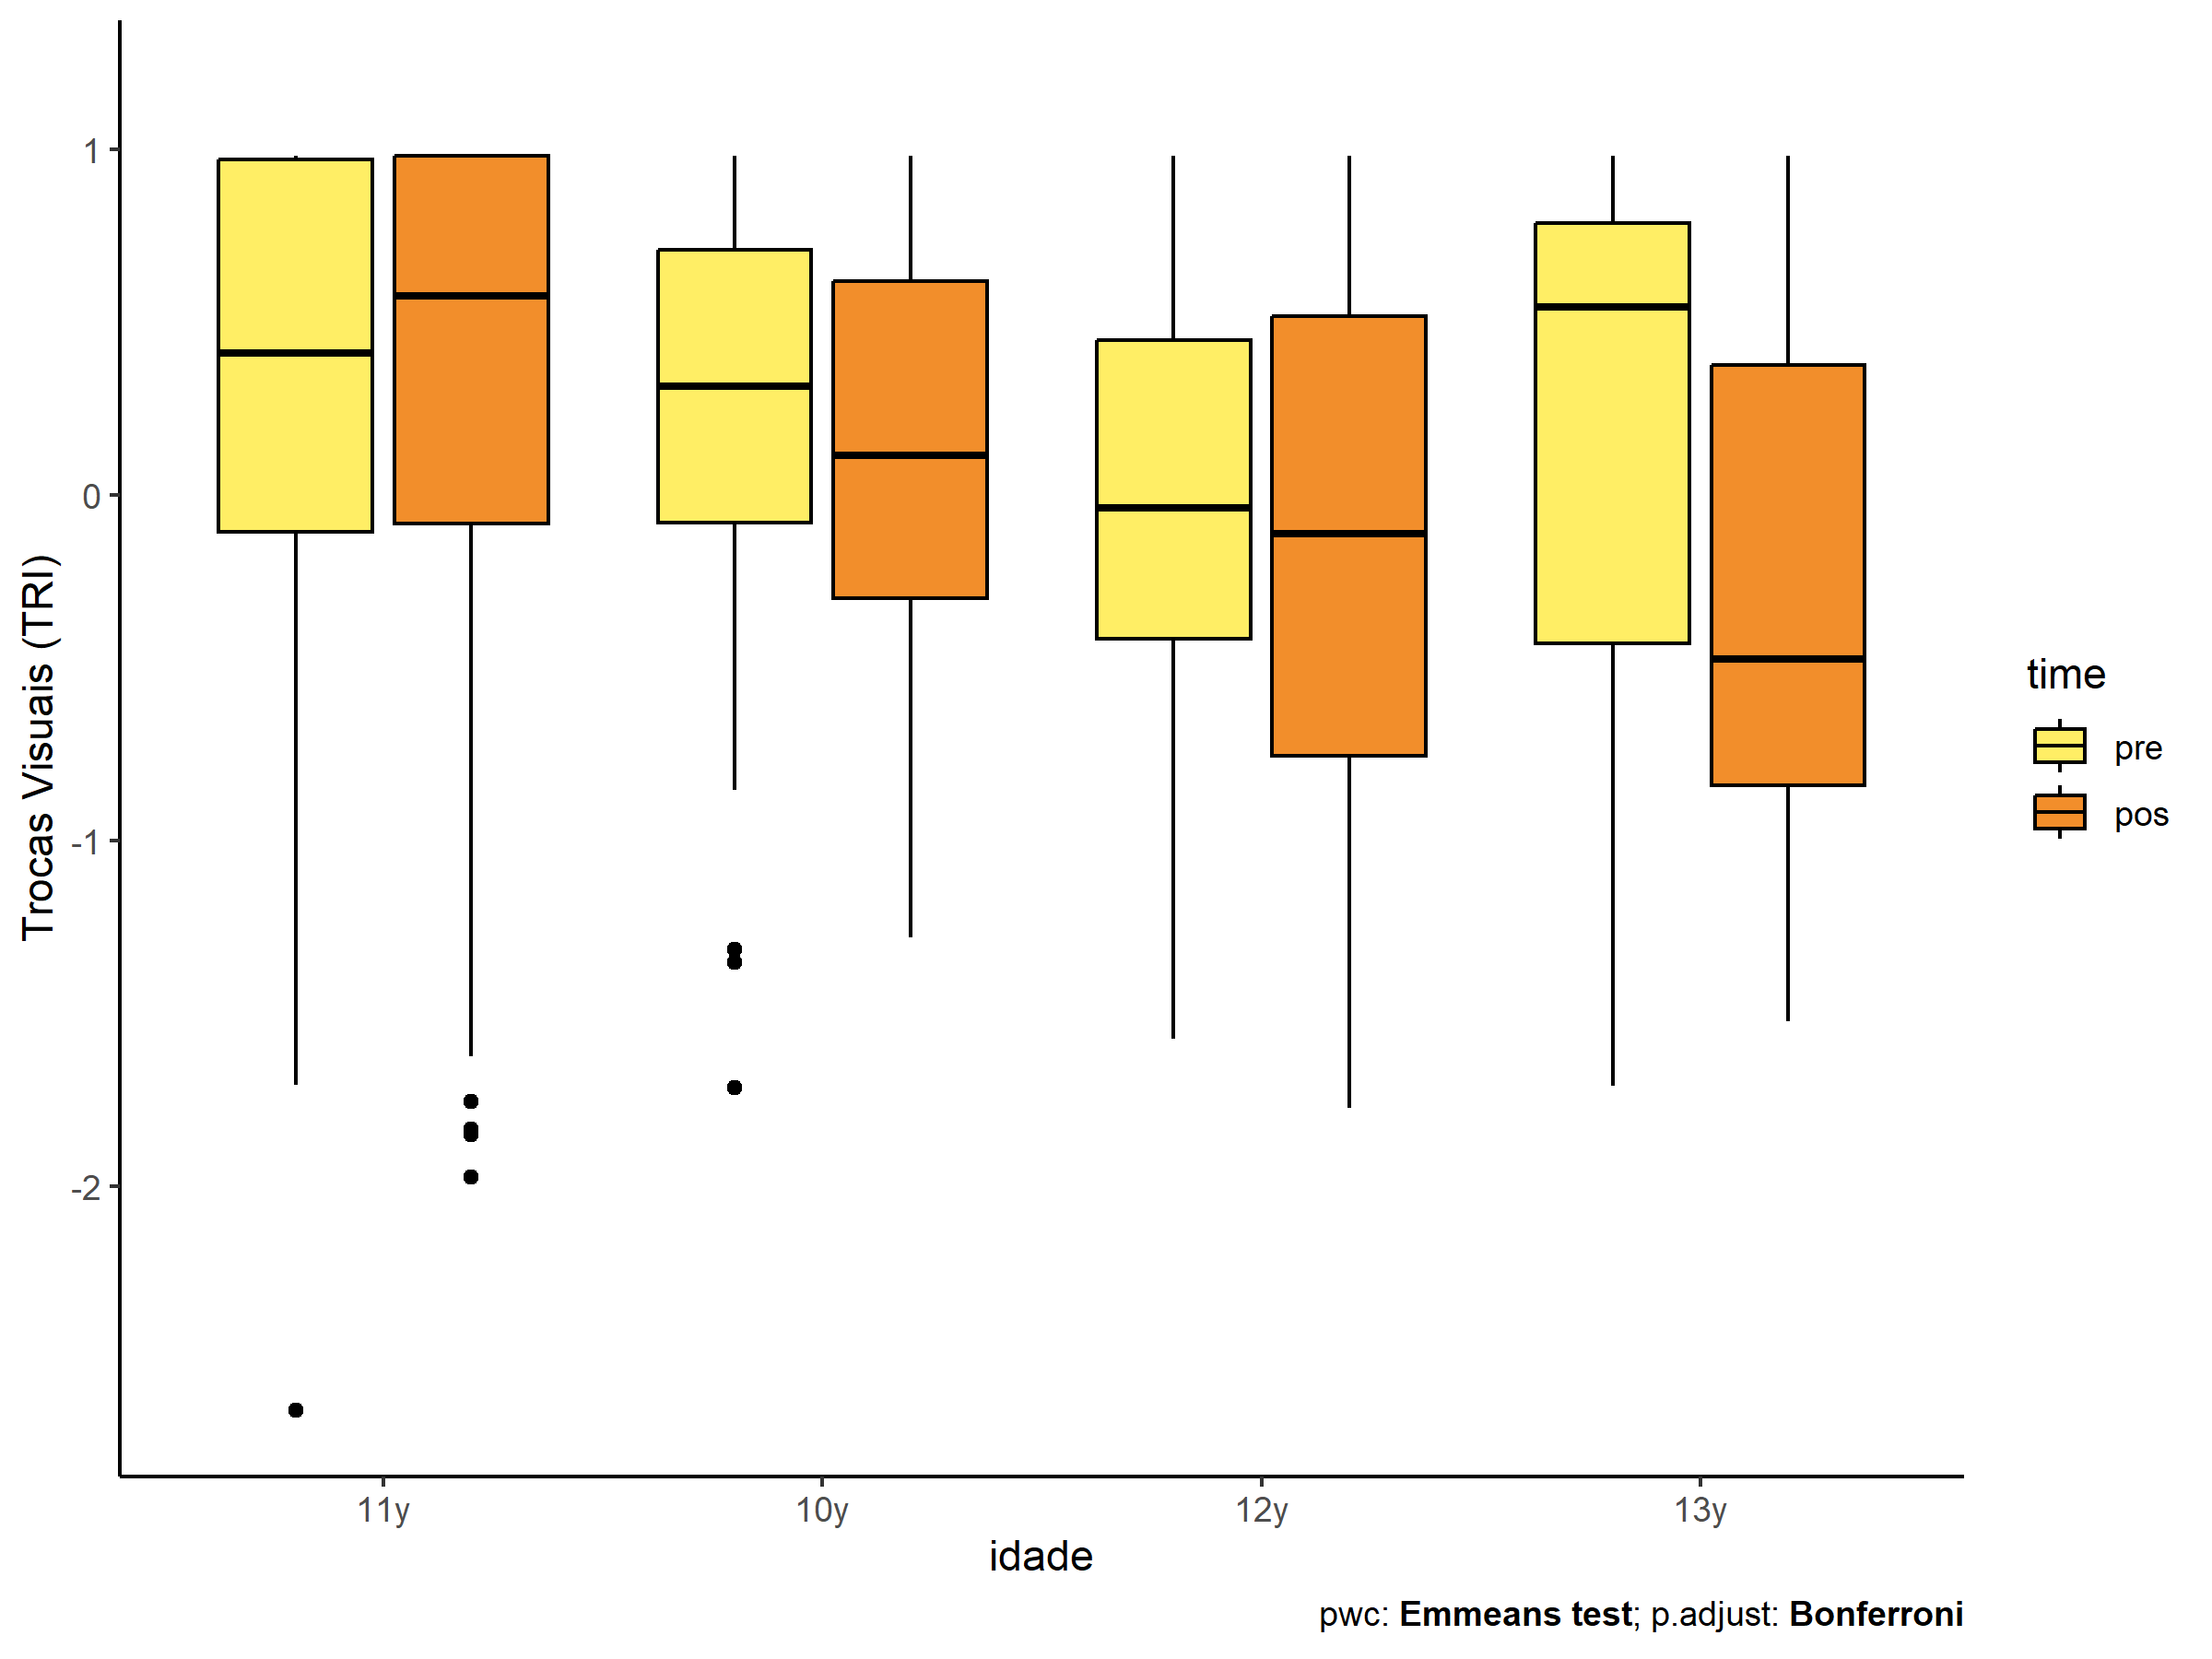 Trocas Visuais (TRI)
1
0
-1
-2
11y
10y
12y
13y
idade
time
pre
pos
pwc: Emmeans test; p.adjust: Bonferroni